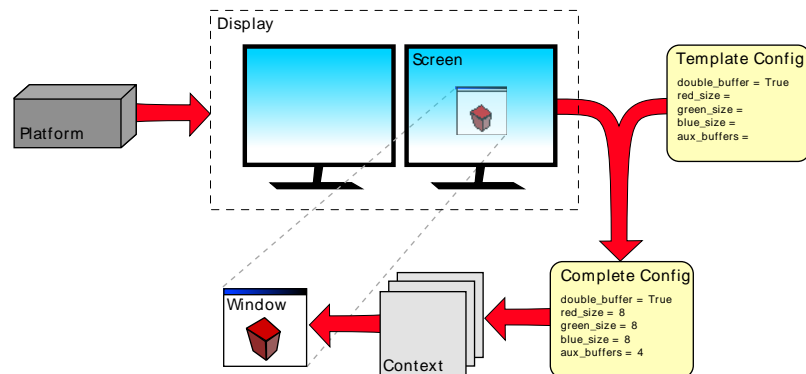 Display
Screen
Platform
Template Config
double_buffer = True
red_size =
green_size =
blue_size =
aux_buffers =
Complete Config
double_buffer = True
red_size = 8
green_size = 8
blue_size = 8
aux_buffers = 4
Window
Context